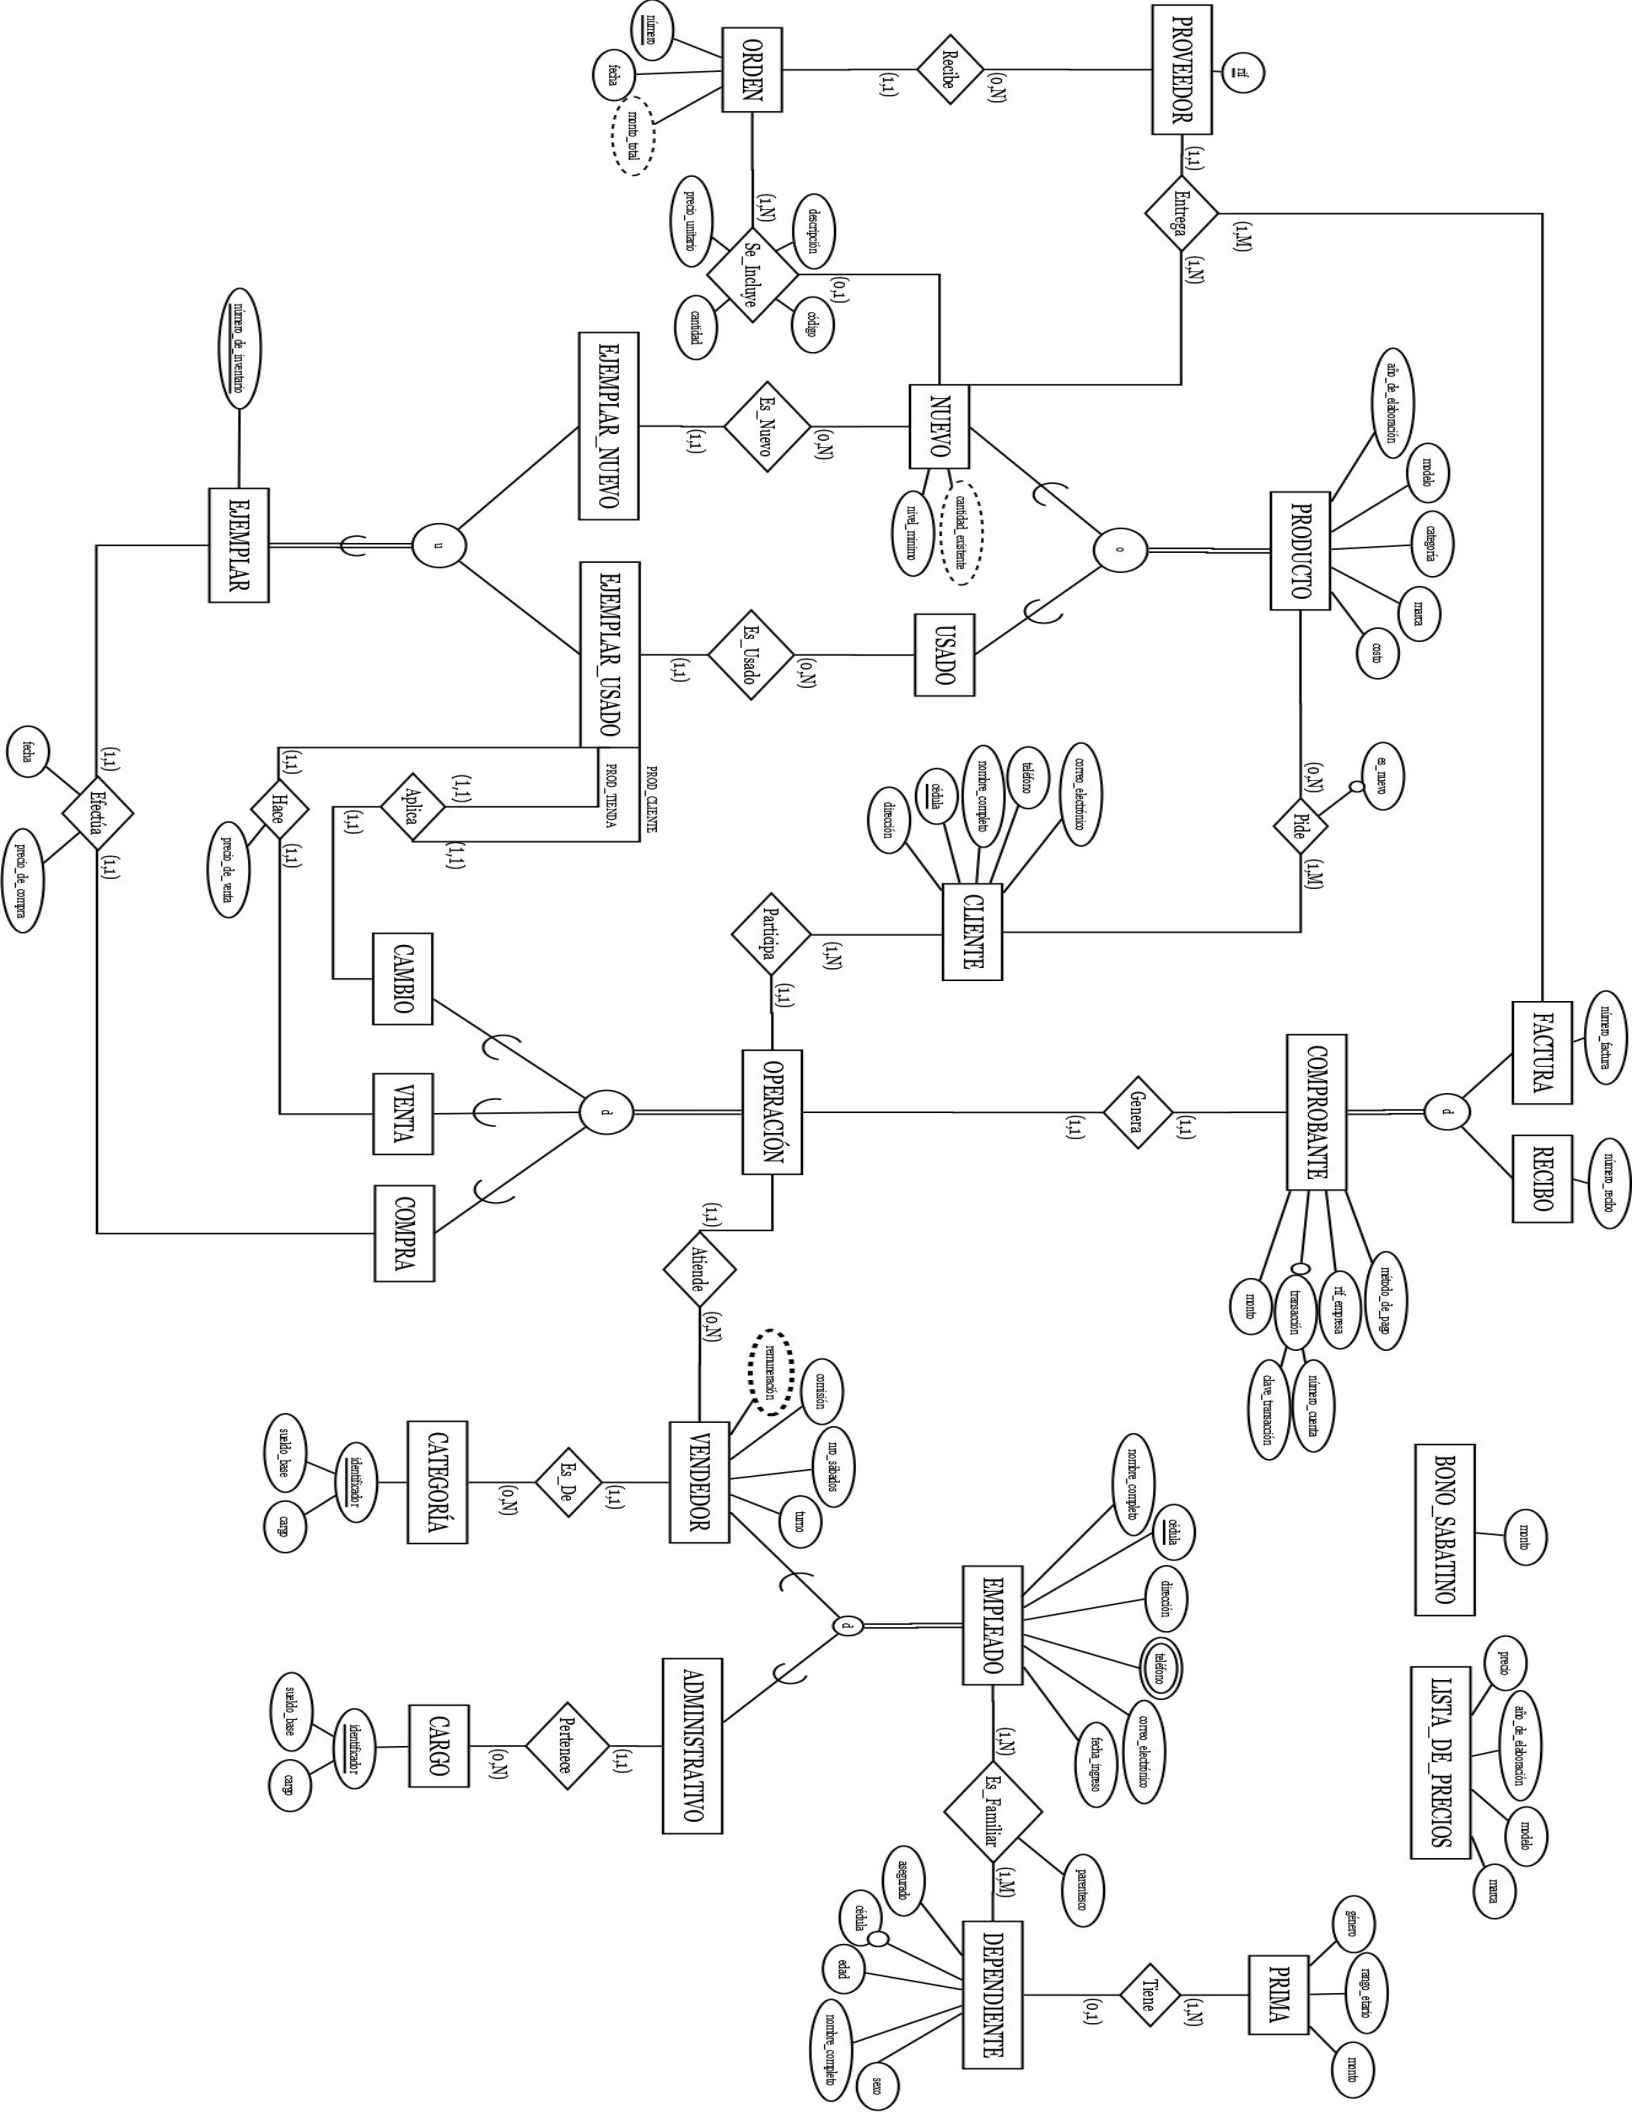 número_factura
número_recibo
FACTURA
RECIBO
d
COMPROBANTE
método_de_pago
rif_empresa
transacción
monto
número_cuenta
clave_transacción
BONO_SABATINO
monto
LISTA_DE_PRECIOS
precio
año_de_elaboración
modelo
marca
rif
PROVEEDOR
(1,1)
Entrega
(1,M)
(1,N)
(0,N)
Recibe
(1,1)
ORDEN
número
fecha
monto_total
(1,N)
Se_Incluye
descripción
código
precio_unitario
cantidad
(0,1)
año_de_elaboración
modelo
categoría
marca
costo
PRODUCTO
o
NUEVO
cantidad_existente
nivel_minimo
USADO
(0,N)
Es_Nuevo
(1,1)
(0,N)
Es_Usado
(1,1)
EJEMPLAR_NUEVO
EJEMPLAR_USADO
u
número_de_inventario
EJEMPLAR
(0,N)
Pide
(1,M)
es_nuevo
correo_electrónico
teléfono
nombre_completo
cédula
dirección
CLIENTE
(1,N)
Participa
(1,1)
(1,1)
Genera
(1,1)
OPERACIÓN
d
CAMBIO
VENTA
COMPRA
PROD_CLIENTE
PROD_TIENDA
(1,1)
Aplica
(1,1)
(1,1)
(1,1)
Hace
(1,1)
precio_de_venta
(1,1)
Efectúa
(1,1)
fecha
precio_de_compra
(1,1)
Atiende
(0,N)
remuneración
comisión
nro_sábados
turno
VENDEDOR
(1,1)
Es_De
(0,N)
CATEGORÍA
identificador
sueldo_base
cargo
nombre_completo
cédula
dirección
teléfono
correo_electrónico
fecha_ingreso
EMPLEADO
d
ADMINISTRATIVO
(1,1)
Pertenece
(0,N)
CARGO
identificador
sueldo_base
cargo
(1,N)
Es_Familiar
(1,M)
parentesco
DEPENDIENTE
asegurado
cédula
edad
nombre_completo
sexo
(0,1)
Tiene
(1,N)
PRIMA
género
rango_etario
monto